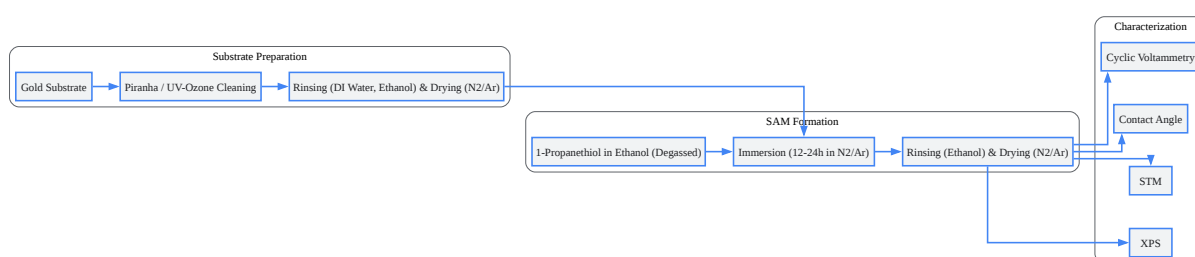 Substrate Preparation
Gold Substrate
Piranha / UV-Ozone Cleaning
Rinsing (DI Water, Ethanol) & Drying (N2/Ar)
SAM Formation
1-Propanethiol in Ethanol (Degassed)
Immersion (12-24h in N2/Ar)
Rinsing (Ethanol) & Drying (N2/Ar)
Characterization
Cyclic Voltammetry
Contact Angle
STM
XPS